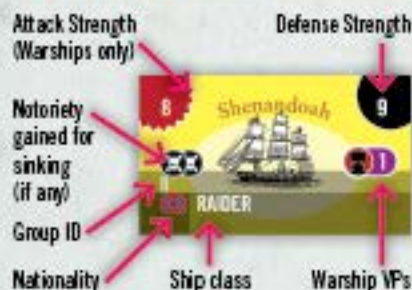 Attack Strength
(Warships only)
Defense Strength
8
Shenandoah
9
Notoriety
gained for
sinking
(if any)
1
Group ID
RAIDER
Nationality
Ship class
Warship VPs